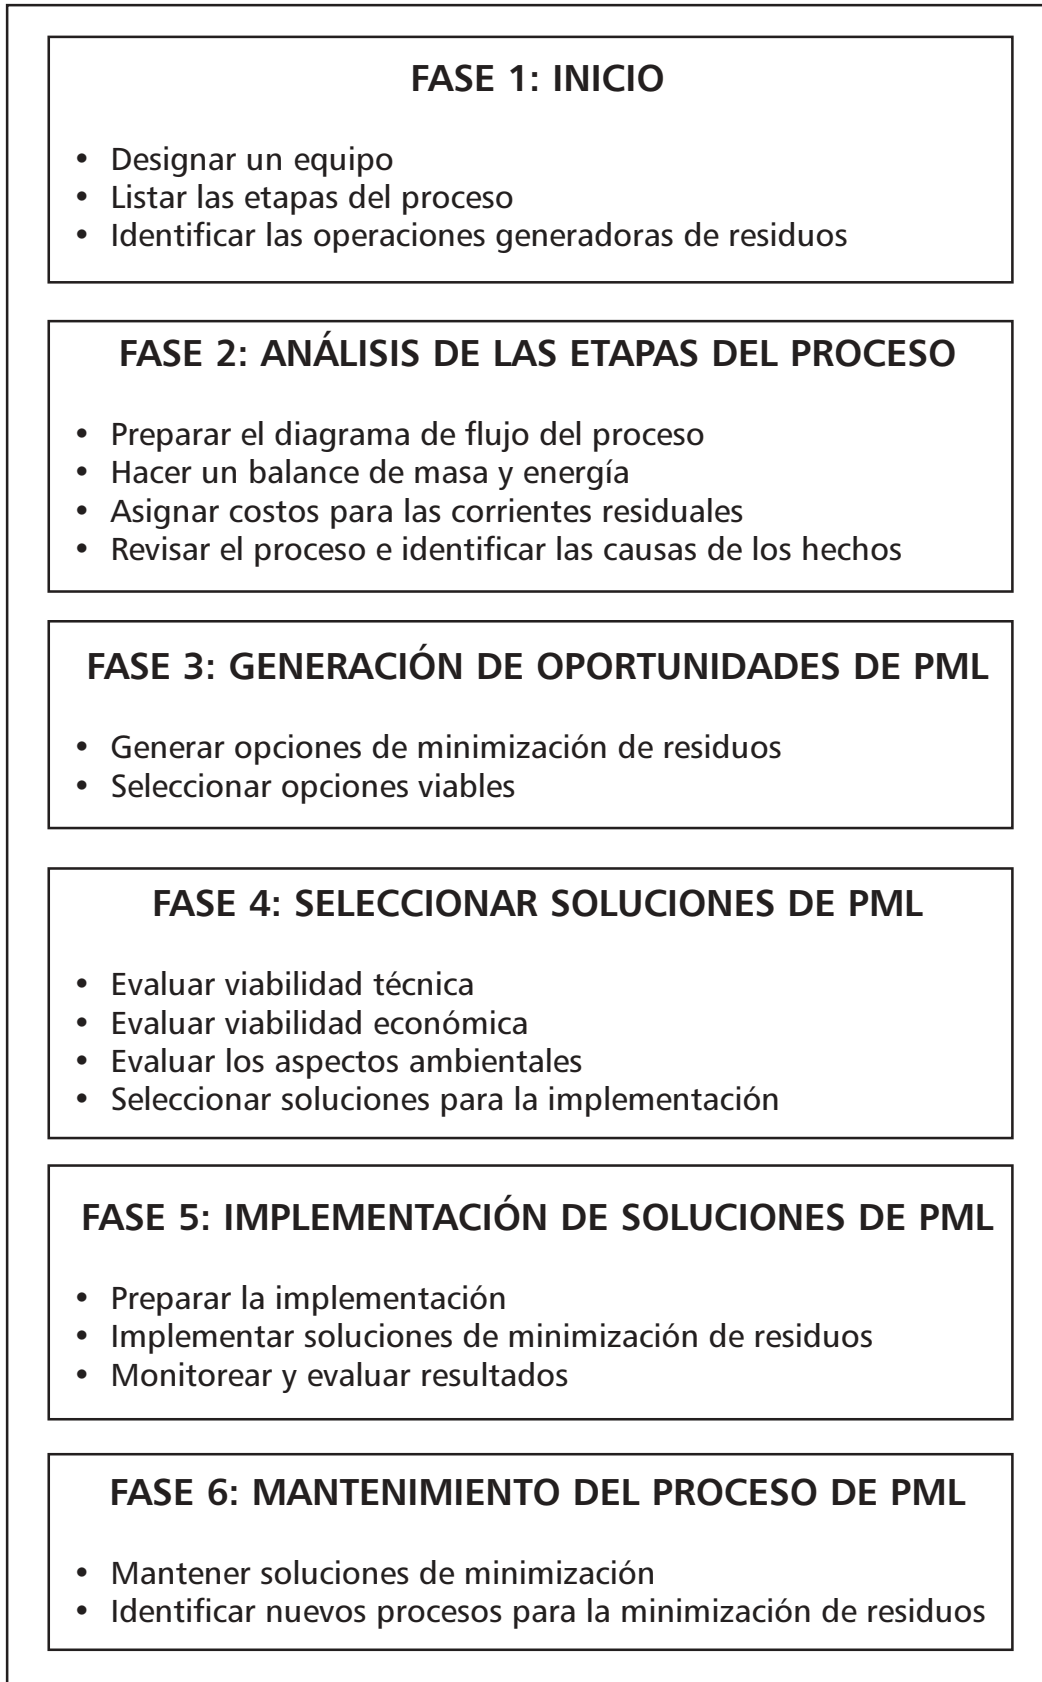 FASE 1: INICIO
• Designar un equipo
• Listar las etapas del proceso
• Identificar las operaciones generadoras de residuos
FASE 2: ANÁLISIS DE LAS ETAPAS DEL PROCESO
• Preparar el diagrama de flujo del proceso
• Hacer un balance de masa y energía
• Asignar costos para las corrientes residuales
• Revisar el proceso e identificar las causas de los hechos
FASE 3: GENERACIÓN DE OPORTUNIDADES DE PML
• Generar opciones de minimización de residuos
• Seleccionar opciones viables
FASE 4: SELECCIONAR SOLUCIONES DE PML
• Evaluar viabilidad técnica
• Evaluar viabilidad económica
• Evaluar los aspectos ambientales
• Seleccionar soluciones para la implementación
FASE 5: IMPLEMENTACIÓN DE SOLUCIONES DE PML
• Preparar la implementación
• Implementar soluciones de minimización de residuos
• Monitorear y evaluar resultados
FASE 6: MANTENIMIENTO DEL PROCESO DE PML
• Mantener soluciones de minimización
• Identificar nuevos procesos para la minimización de residuos